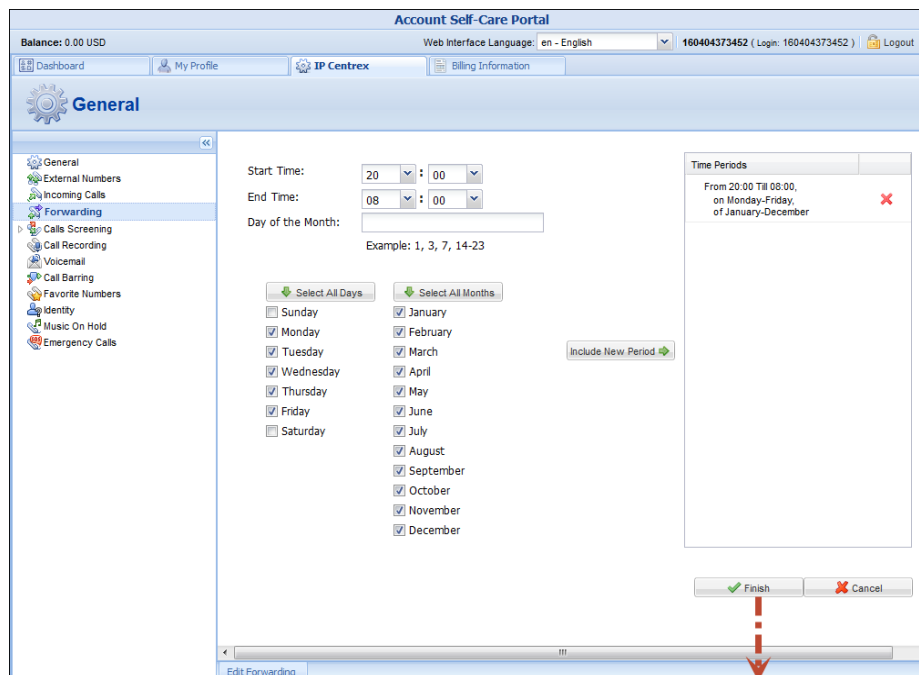 Account Self-Care Portal
Balance: 0.00 USD Web Interface Language: en - English 160404373452 ( Login: 160404373452 ) Logout
Dashboard My Profile IP Centrex Billing Information
General
General
External Numbers
Incoming Calls
Forwarding
Calls Screening
Call Recording
Voicemail
Call Barring
Favorite Numbers
Identity
Music On Hold
Emergency Calls
Start Time: 20 : 00
End Time: 08 : 00
Day of the Month:
Example: 1, 3, 7, 14-23
Select All Days Select All Months
Sunday January
Monday February
Tuesday March
Wednesday April
Thursday May
Friday June
Saturday July
August
September
October
November
December
Include New Period
Time Periods
From 20:00 Till 08:00,
on Monday-Friday,
of January-December
Finish Cancel
Edit Forwarding